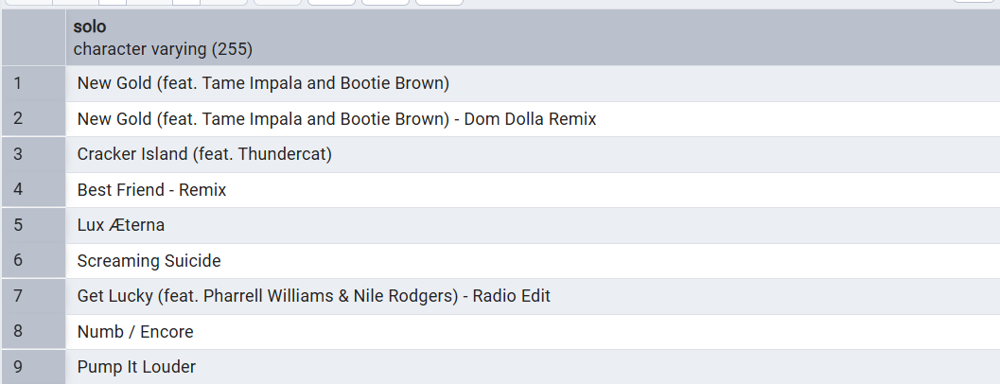 solo
character varying (255)
1 New Gold (feat. Tame Impala and Bootie Brown)
2 New Gold (feat. Tame Impala and Bootie Brown) - Dom Dolla Remix
3 Cracker Island (feat. Thundercat)
4 Best Friend - Remix
5 Lux Æterna
6 Screaming Suicide
7 Get Lucky (feat. Pharrell Williams & Nile Rodgers) - Radio Edit
8 Numb / Encore
9 Pump It Louder